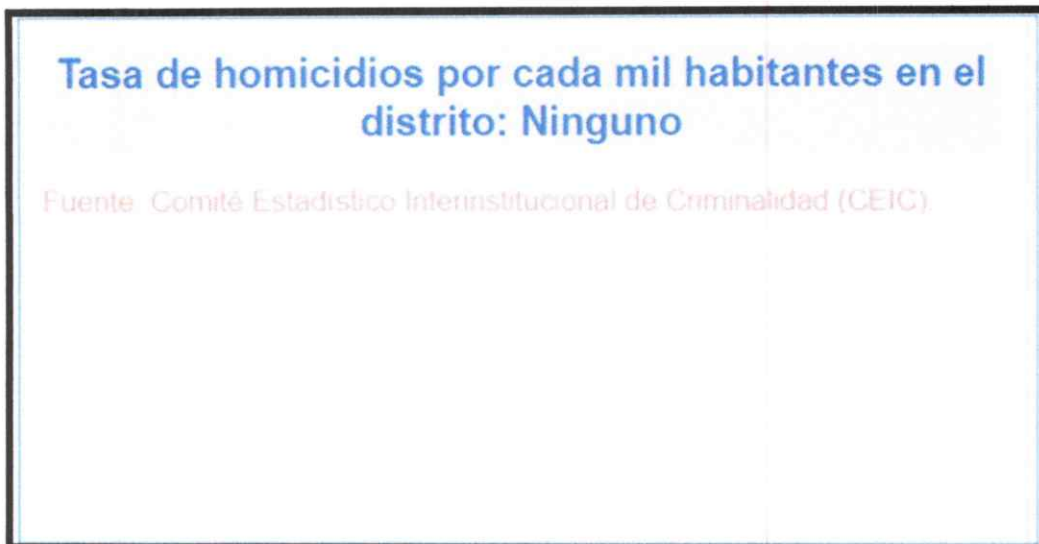 Tasa de homicidios por cada mil habitantes en el
distrito: Ninguno
Fuente: Comité Estadístico Interinstitucional de Criminalidad (CEIC).